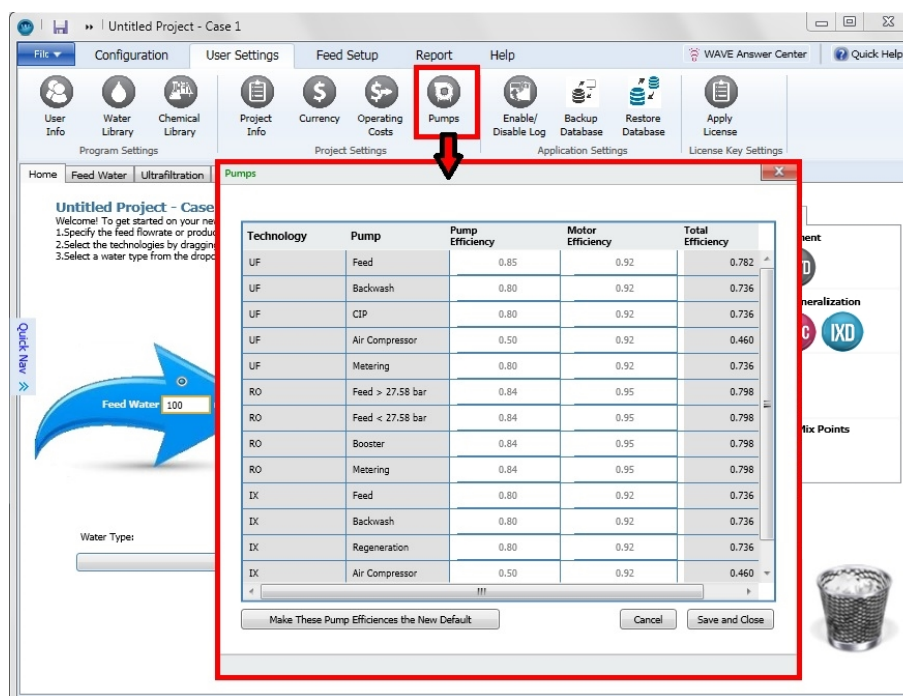 Untitled Project - Case 1
File
Configuration
User Settings
Feed Setup
Report
Help
WAVE Answer Center
Quick Help
User Info
Water Library
Chemical Library
Project Info
Currency
Operating Costs
Pumps
Enable/ Disable Log
Backup Database
Restore Database
Apply License
Program Settings
Project Settings
Application Settings
License Key Settings
Home
Feed Water
Ultrafiltration
Pumps
Untitled Project - Case
Welcome! To get started on your
1.Specify the feed flowrate or
2.Select the technologies by
3.Select a water type from the
Quick Nav
Feed Water 100
Water Type:
IXD
Mix Points
Technology Pump Pump Efficiency Motor Efficiency Total Efficiency
UF Feed 0.85 0.92 0.782
UF Backwash 0.80 0.92 0.736
UF CIP 0.80 0.92 0.736
UF Air Compressor 0.50 0.92 0.460
UF Metering 0.80 0.92 0.736
RO Feed > 27.58 bar 0.84 0.95 0.798
RO Feed < 27.58 bar 0.84 0.95 0.798
RO Booster 0.84 0.95 0.798
RO Metering 0.84 0.95 0.798
IX Feed 0.80 0.92 0.736
IX Backwash 0.80 0.92 0.736
IX Regeneration 0.80 0.92 0.736
IX Air Compressor 0.50 0.92 0.460
Make These Pump Efficiences the New Default
Cancel
Save and Close